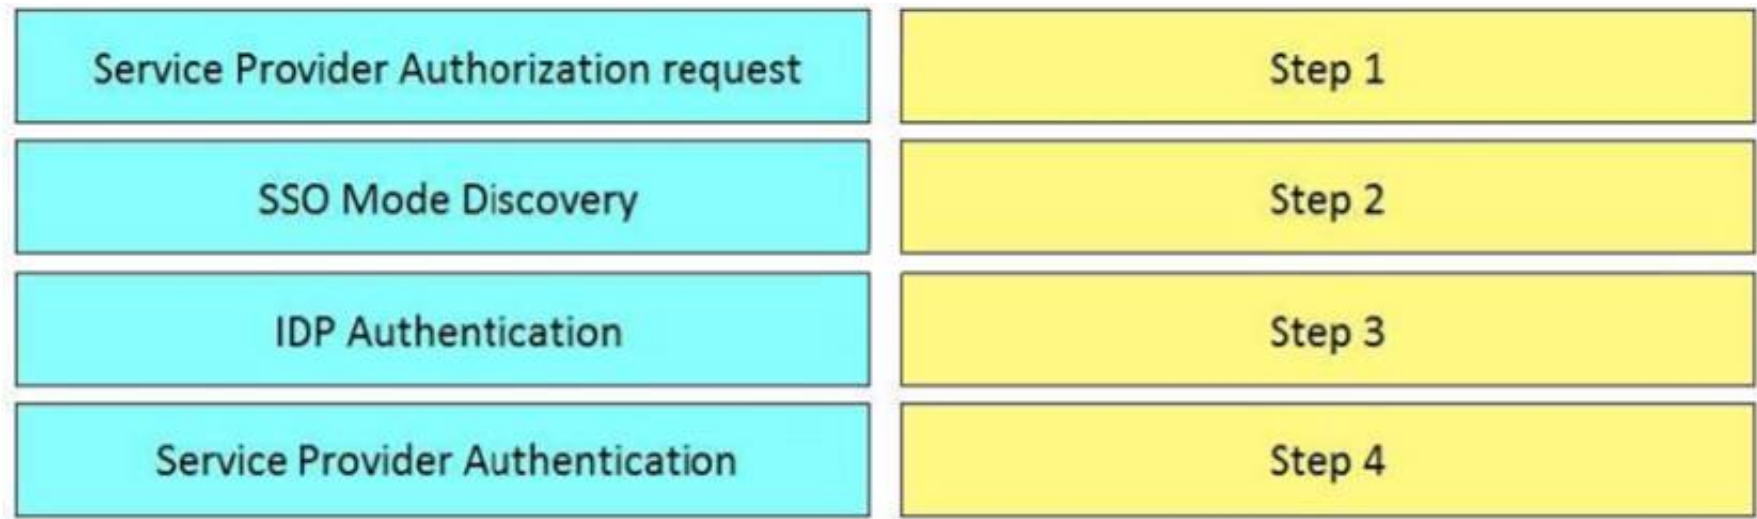 Service Provider Authorization request
Step 1
SSO Mode Discovery
Step 2
IDP Authentication
Step 3
Service Provider Authentication
Step 4